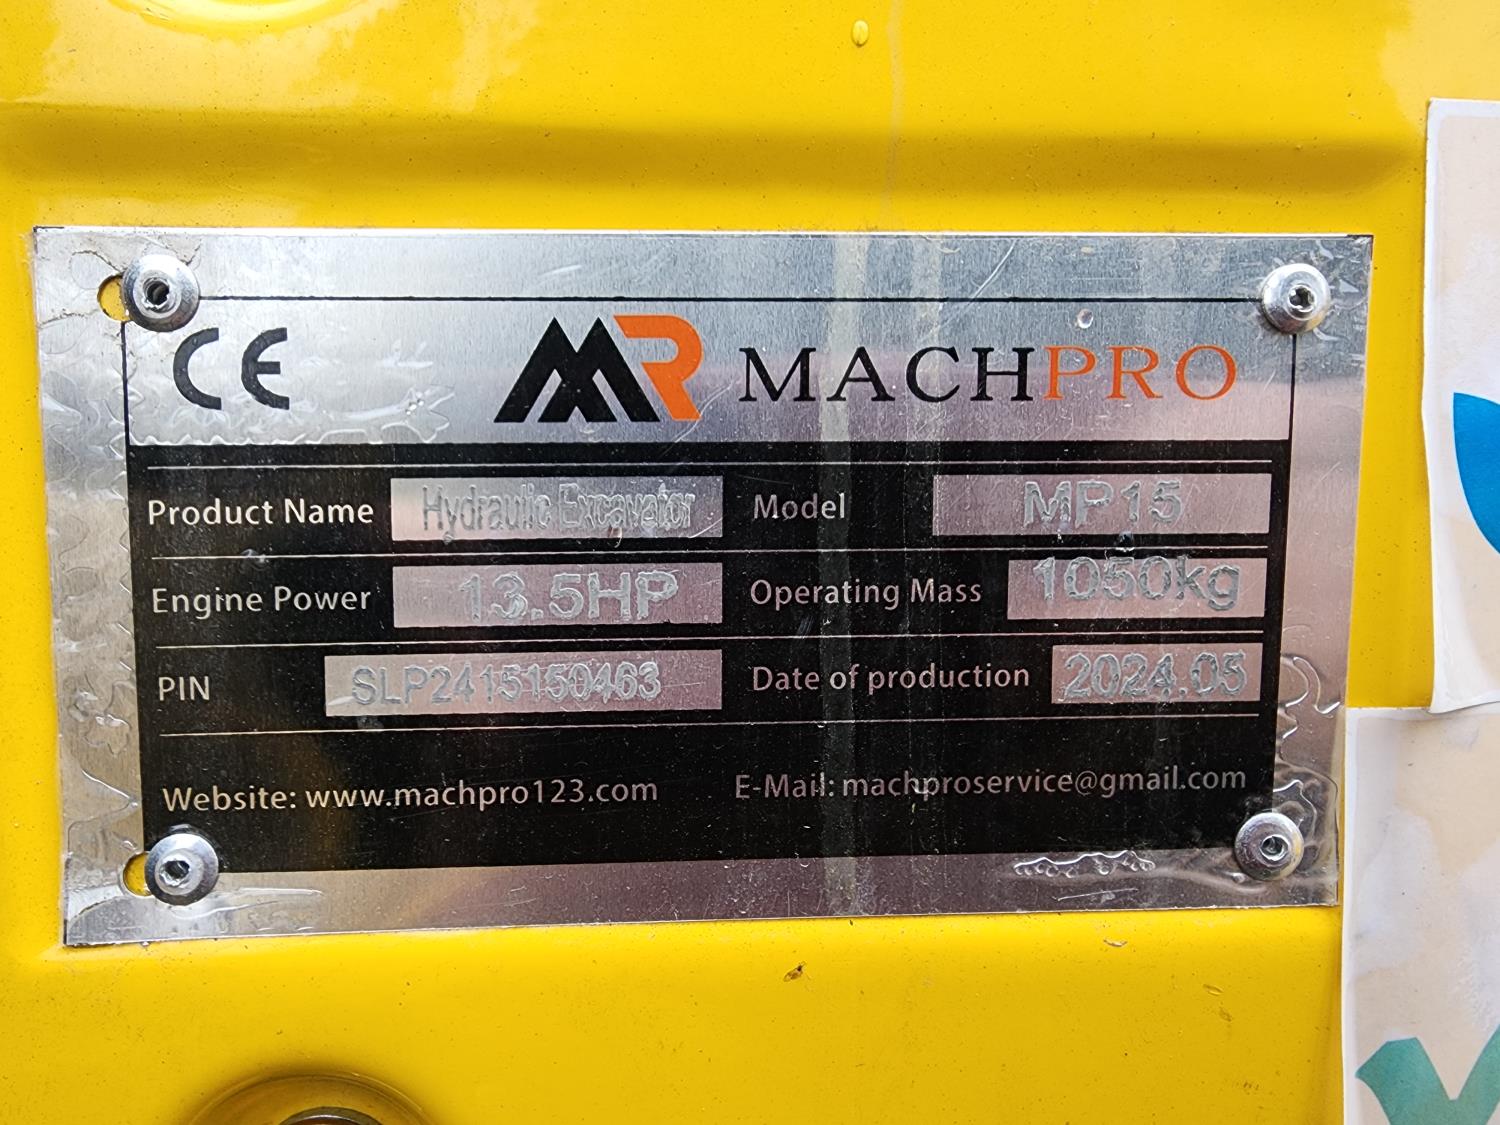 CE MR MACHPRO
Product Name Hydraulic Excavator Model MP15
Engine Power 13.5HP Operating Mass 1050kg
PIN SLP2415150463 Date of production 2024.05
Website: www.machpro123.com E-Mail: machproservice@gmail.com